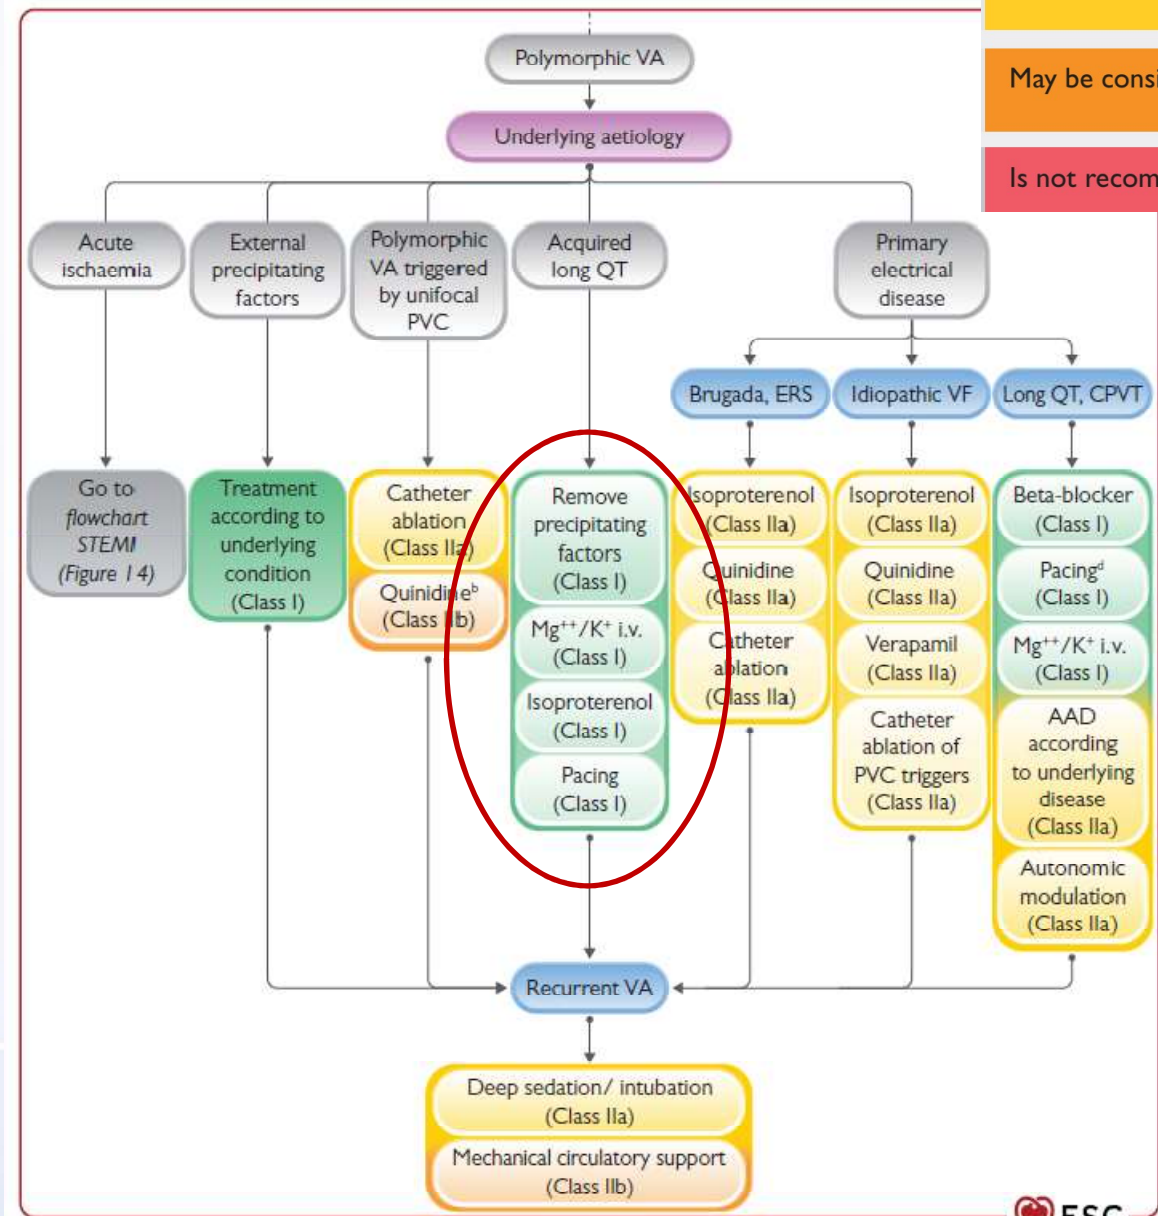 May be consi
Is not recom
Polymorphic VA
Underlying aetiology
Acute
ischaemia
External
precipitating
factors
Polymorphic
VA triggered
by unifocal
PVC
Acquired
long QT
Primary
electrical
disease
Brugada, ERS
Idiopathic VF
Long QT, CPVT
Go to
flowchart
STEMI
(Figure 14)
Treatment
according to
underlying
condition
(Class I)
Catheter
ablation
(Class IIa)
Quinidineᵇ
(Class IIb)
Remove
precipitating
factors
(Class I)
Mg⁺⁺/K⁺ i.v.
(Class I)
Isoproterenol
(Class I)
Pacing
(Class I)
Isoproterenol
(Class IIa)
Quinidine
(Class IIa)
Catheter
ablation
(Class IIa)
Isoproterenol
(Class IIa)
Quinidine
(Class IIa)
Verapamil
(Class IIa)
Catheter
ablation of
PVC triggers
(Class IIa)
Beta-blocker
(Class I)
Pacingᵈ
(Class I)
Mg⁺⁺/K⁺ i.v.
(Class I)
AAD
according
to underlying
disease
(Class IIa)
Autonomic
modulation
(Class IIa)
Recurrent VA
Deep sedation/ intubation
(Class IIa)
Mechanical circulatory support
(Class IIb)
ESC